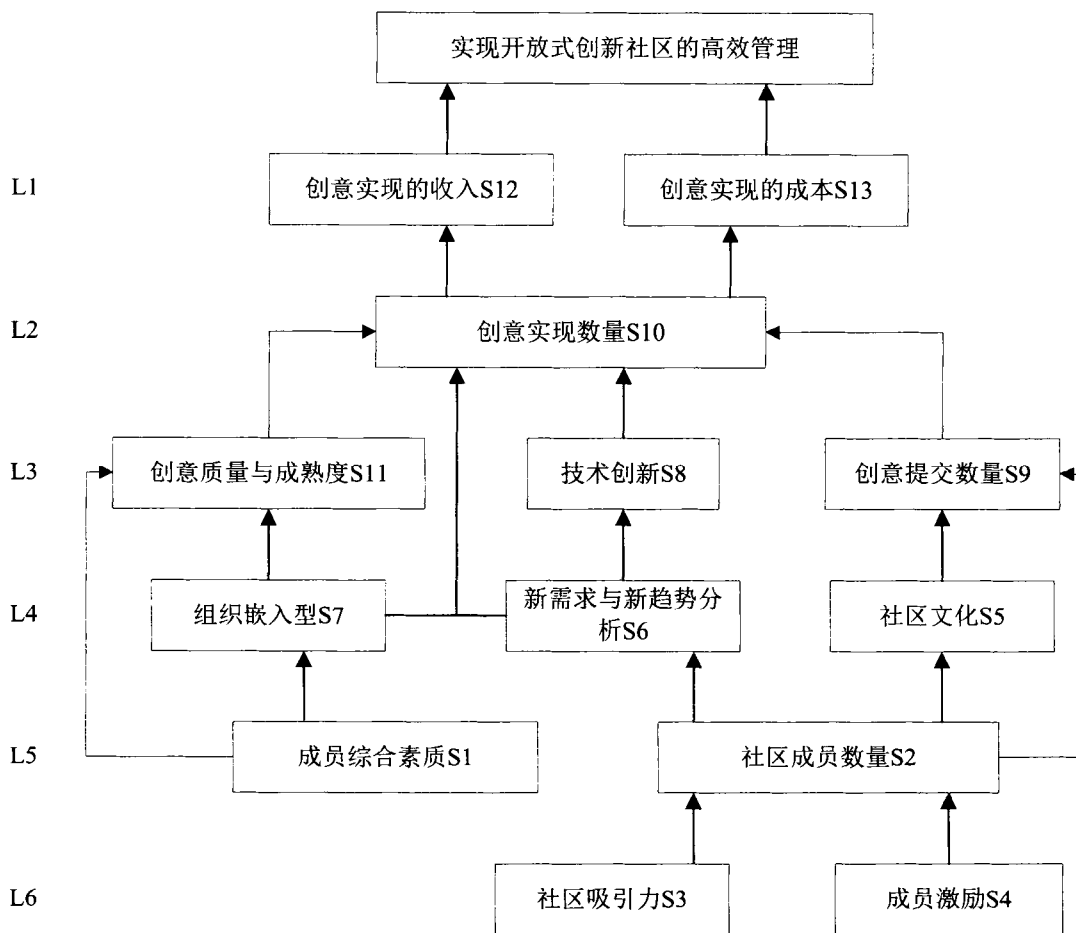 实现开放式创新社区的高效管理
L1
创意实现的收入S12
创意实现的成本S13
L2
创意实现数量S10
L3
创意质量与成熟度S11
技术创新S8
创意提交数量S9
L4
组织嵌入型S7
新需求与新趋势分
析S6
社区文化S5
L5
成员综合素质S1
社区成员数量S2
L6
社区吸引力S3
成员激励S4